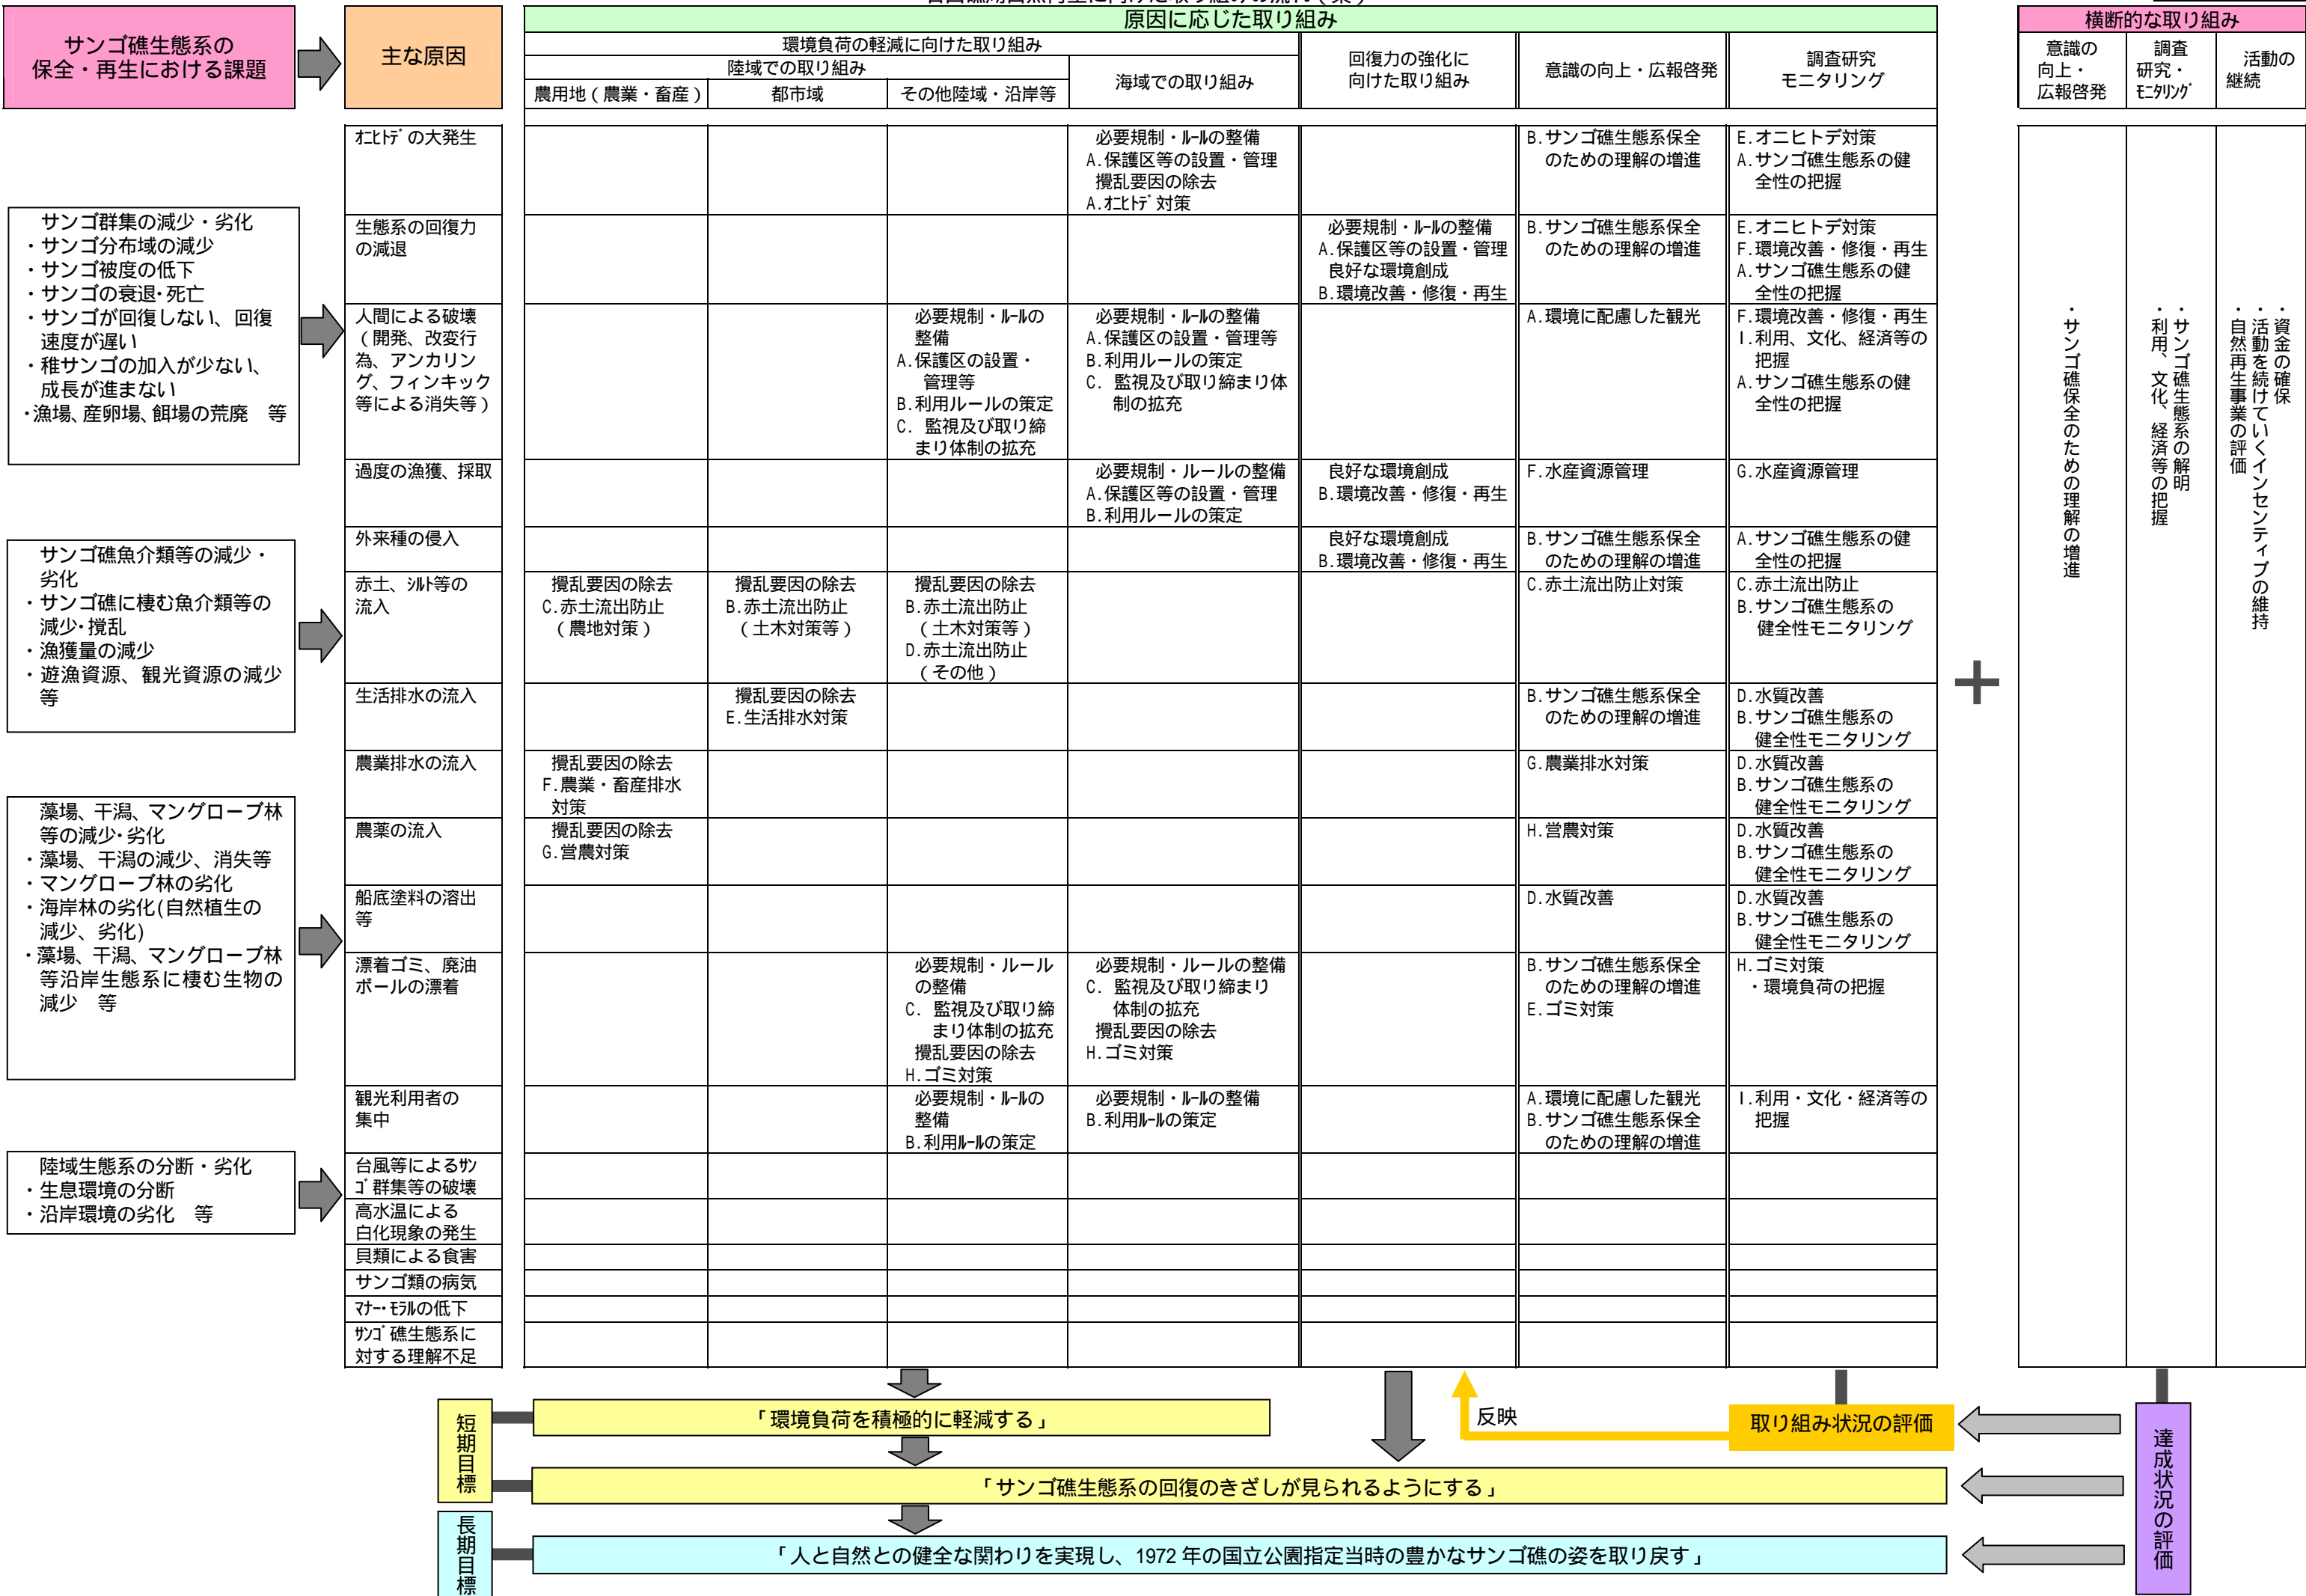 原因に応じた取り組み
横断的な取り組み
サンゴ礁生態系の
保全・再生における課題
主な原因
環境負荷の軽減に向けた取り組み
陸域での取り組み
農用地(農業・畜産)
都市域
その他陸域・沿岸等
海域での取り組み
回復力の強化に
向けた取り組み
意識の向上・広報啓発
調査研究
モニタリング
意識の
向上・
広報啓発
調査
研究・
ﾓﾆﾀﾘﾝｸﾞ
活動の
継続
サンゴ群集の減少・劣化
・サンゴ分布域の減少
・サンゴ被度の低下
・サンゴの衰退・死亡
・サンゴが回復しない、回復
速度が遅い
・稚サンゴの加入が少ない、
成長が進まない
・漁場、産卵場、餌場の荒廃 等
サンゴ礁魚介類等の減少・
劣化
・サンゴ礁に棲む魚介類等の
減少・撹乱
・漁獲量の減少
・遊漁資源、観光資源の減少
等
藻場、干潟、マングローブ林
等の減少・劣化
・藻場、干潟の減少、消失等
・マングローブ林の劣化
・海岸林の劣化(自然植生の
減少、劣化)
・藻場、干潟、マングローブ林
等沿岸生態系に棲む生物の
減少 等
陸域生態系の分断・劣化
・生息環境の分断
・沿岸環境の劣化 等
ｵﾆﾋﾄﾃﾞの大発生
必要規制・ﾙｰﾙの整備
A.保護区等の設置・管理
攪乱要因の除去
A.ｵﾆﾋﾄﾃﾞ対策
B.サンゴ礁生態系保全
のための理解の増進
E.オニヒトデ対策
A.サンゴ礁生態系の健
全性の把握
生態系の回復力
の減退
必要規制・ﾙｰﾙの整備
A.保護区等の設置・管理
良好な環境創成
B.環境改善・修復・再生
B.サンゴ礁生態系保全
のための理解の増進
E.オニヒトデ対策
F.環境改善・修復・再生
A.サンゴ礁生態系の健
全性の把握
人間による破壊
(開発、改変行
為、アンカリン
グ、フィンキック
等による消失等)
必要規制・ﾙｰﾙの
整備
A.保護区の設置・
管理等
B.利用ルールの策定
C. 監視及び取り締
まり体制の拡充
必要規制・ﾙｰﾙの整備
A.保護区の設置・管理等
B.利用ルールの策定
C. 監視及び取り締まり体
制の拡充
A.環境に配慮した観光
F.環境改善・修復・再生
I.利用、文化、経済等の
把握
A.サンゴ礁生態系の健
全性の把握
過度の漁獲、採取
必要規制・ルールの整備
A.保護区等の設置・管理
B.利用ルールの策定
良好な環境創成
B.環境改善・修復・再生
F.水産資源管理
G.水産資源管理
外来種の侵入
良好な環境創成
B.環境改善・修復・再生
B.サンゴ礁生態系保全
のための理解の増進
A.サンゴ礁生態系の健
全性の把握
赤土、ｼﾙﾄ等の
流入
攪乱要因の除去
C.赤土流出防止
(農地対策)
攪乱要因の除去
B.赤土流出防止
(土木対策等)
攪乱要因の除去
B.赤土流出防止
(土木対策等)
D.赤土流出防止
(その他)
C.赤土流出防止対策
C.赤土流出防止
B.サンゴ礁生態系の
健全性モニタリング
生活排水の流入
攪乱要因の除去
E.生活排水対策
B.サンゴ礁生態系保全
のための理解の増進
D.水質改善
B.サンゴ礁生態系の
健全性モニタリング
農業排水の流入
攪乱要因の除去
F.農業・畜産排水
対策
G.農業排水対策
D.水質改善
B.サンゴ礁生態系の
健全性モニタリング
農薬の流入
攪乱要因の除去
G.営農対策
H.営農対策
D.水質改善
B.サンゴ礁生態系の
健全性モニタリング
船底塗料の溶出
等
D.水質改善
D.水質改善
B.サンゴ礁生態系の
健全性モニタリング
漂着ゴミ、廃油
ボールの漂着
必要規制・ルール
の整備
C. 監視及び取り締
まり体制の拡充
攪乱要因の除去
H.ゴミ対策
必要規制・ルールの整備
C. 監視及び取り締まり
体制の拡充
攪乱要因の除去
H.ゴミ対策
B.サンゴ礁生態系保全
のための理解の増進
E.ゴミ対策
H.ゴミ対策
・環境負荷の把握
観光利用者の
集中
必要規制・ﾙｰﾙの
整備
B.利用ﾙｰﾙの策定
必要規制・ﾙｰﾙの整備
B.利用ﾙｰﾙの策定
A.環境に配慮した観光
B.サンゴ礁生態系保全
のための理解の増進
I.利用・文化・経済等の
把握
台風等によるｻﾝ
ｺﾞ群集等の破壊
高水温による
白化現象の発生
貝類による食害
サンゴ類の病気
ﾏﾅｰ・ﾓﾗﾙの低下
ｻﾝｺﾞ礁生態系に
対する理解不足
+
・サンゴ礁保全のための理解の増進
・サンゴ礁生態系の解明
・利用、文化、経済等の把握
・資金の確保
・活動を続けていくインセンティブの維持
・自然再生事業の評価
短期目標
「環境負荷を積極的に軽減する」
反映
取り組み状況の評価
達成状況の評価
「サンゴ礁生態系の回復のきざしが見られるようにする」
長期目標
「人と自然との健全な関わりを実現し、1972年の国立公園指定当時の豊かなサンゴ礁の姿を取り戻す」